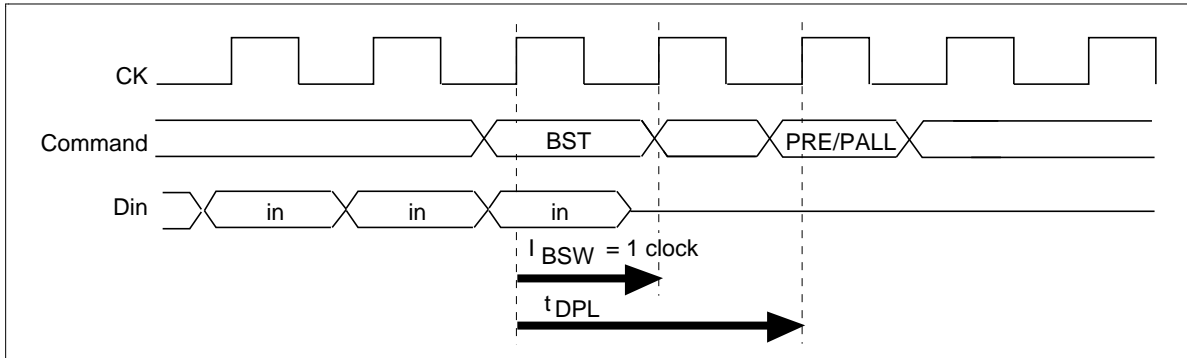 CK
Command BST PRE/PALL
Din in in in
l BSW = 1 clock
t DPL